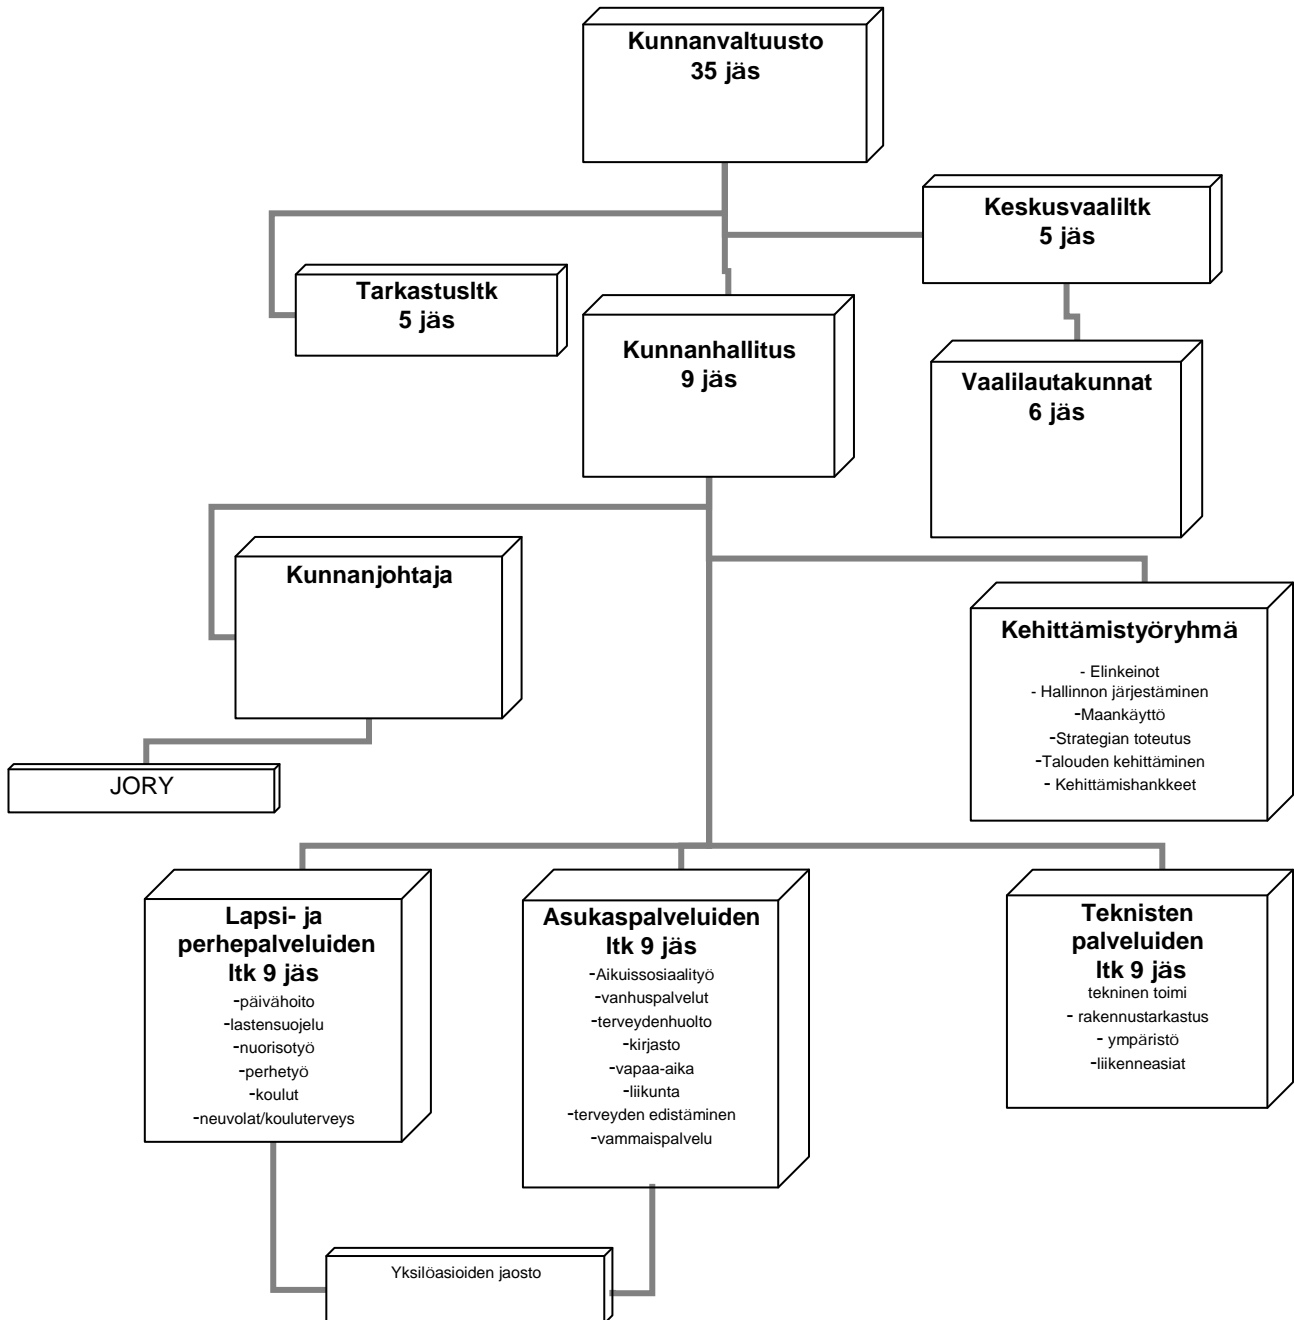 Kunnanvaltuusto
35 jäs
Keskusvaaliltk
5 jäs
Tarkastusltk
5 jäs
Kunnanhallitus
9 jäs
Vaalilautakunnat
6 jäs
Kunnanjohtaja
Kehittämistyöryhmä
- Elinkeinot
- Hallinnon järjestäminen
-Maankäyttö
-Strategian toteutus
-Talouden kehittäminen
- Kehittämishankkeet
JORY
Lapsi- ja
perhepalveluiden
ltk 9 jäs
-päivähoito
-lastensuojelu
-nuorisotyö
-perhetyö
-koulut
-neuvolat/kouluterveys
Asukaspalveluiden
ltk 9 jäs
-Aikuissosiaalityö
-vanhuspalvelut
-terveydenhuolto
-kirjasto
-vapaa-aika
-liikunta
-terveyden edistäminen
-vammaispalvelu
Teknisten
palveluiden
ltk 9 jäs
tekninen toimi
- rakennustarkastus
- ympäristö
-liikenneasiat
Yksilöasioiden jaosto